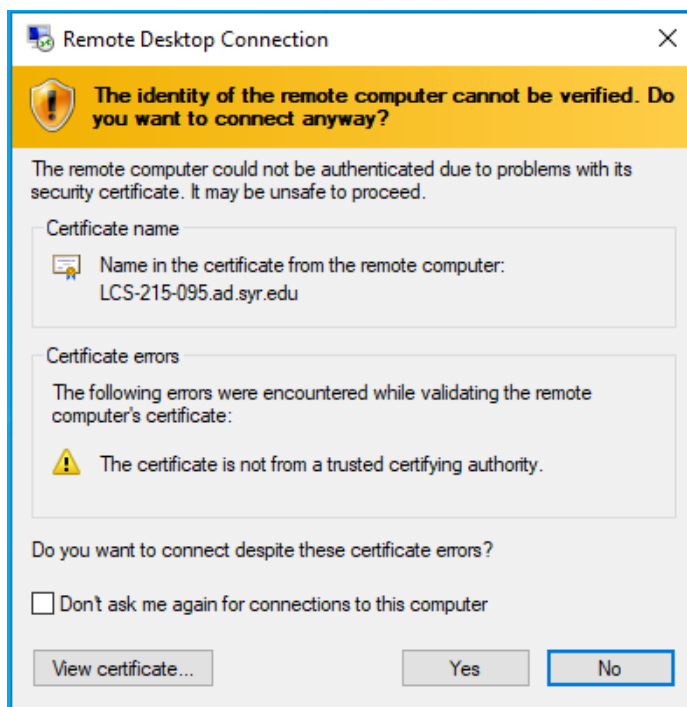 Remote Desktop Connection
The identity of the remote computer cannot be verified. Do
you want to connect anyway?
The remote computer could not be authenticated due to problems with its
security certificate. It may be unsafe to proceed.
Certificate name
Name in the certificate from the remote computer:
LCS-215-095.ad.syr.edu
Certificate errors
The following errors were encountered while validating the remote
computer's certificate:
The certificate is not from a trusted certifying authority.
Do you want to connect despite these certificate errors?
Don't ask me again for connections to this computer
View certificate...
Yes
No